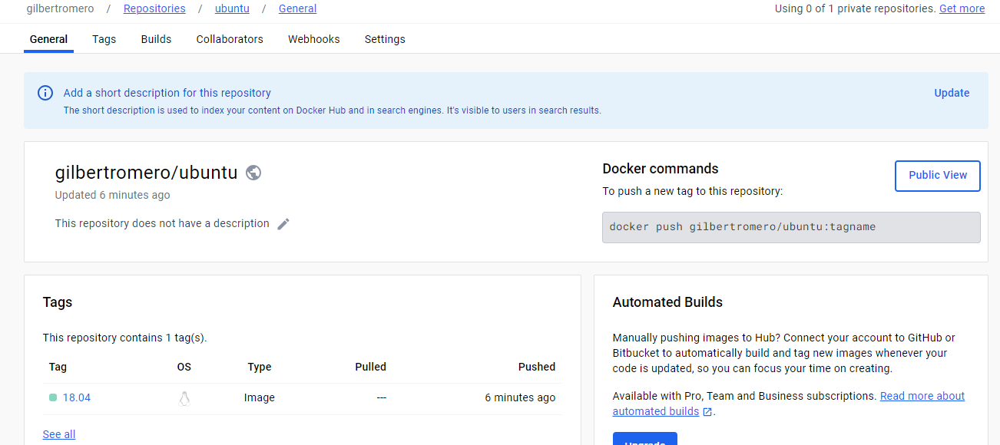 gilbertromero / Repositories / ubuntu / General
Using 0 of 1 private repositories. Get more
General Tags Builds Collaborators Webhooks Settings
Add a short description for this repository
Update
The short description is used to index your content on Docker Hub and in search engines. It's visible to users in search results.
gilbertromero/ubuntu
Updated 6 minutes ago
This repository does not have a description
Docker commands
Public View
To push a new tag to this repository:
docker push gilbertromero/ubuntu:tagname
Tags
This repository contains 1 tag(s).
Tag OS Type Pulled Pushed
18.04 Image --- 6 minutes ago
See all
Automated Builds
Manually pushing images to Hub? Connect your account to GitHub or
Bitbucket to automatically build and tag new images whenever your
code is updated, so you can focus your time on creating.
Available with Pro, Team and Business subscriptions. Read more about
automated builds .
Upgrade